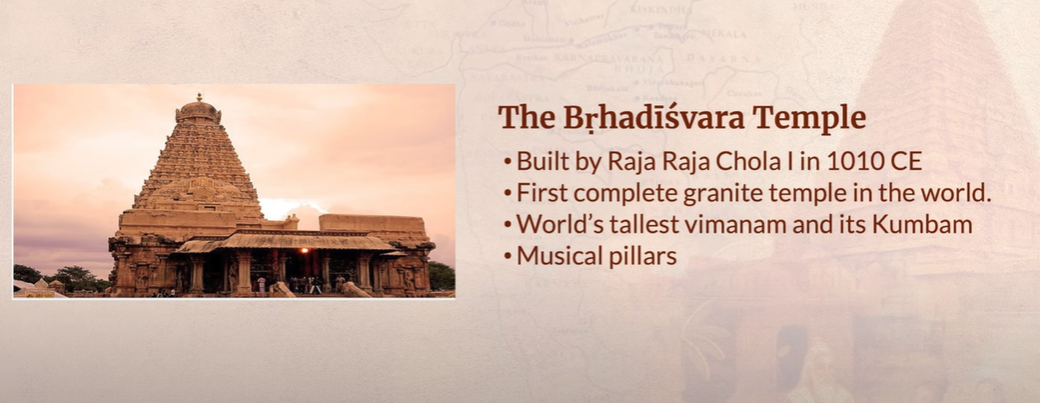 The Bṛhadīśvara Temple
• Built by Raja Raja Chola I in 1010 CE
• First complete granite temple in the world.
• World's tallest vimanam and its Kumbam
• Musical pillars